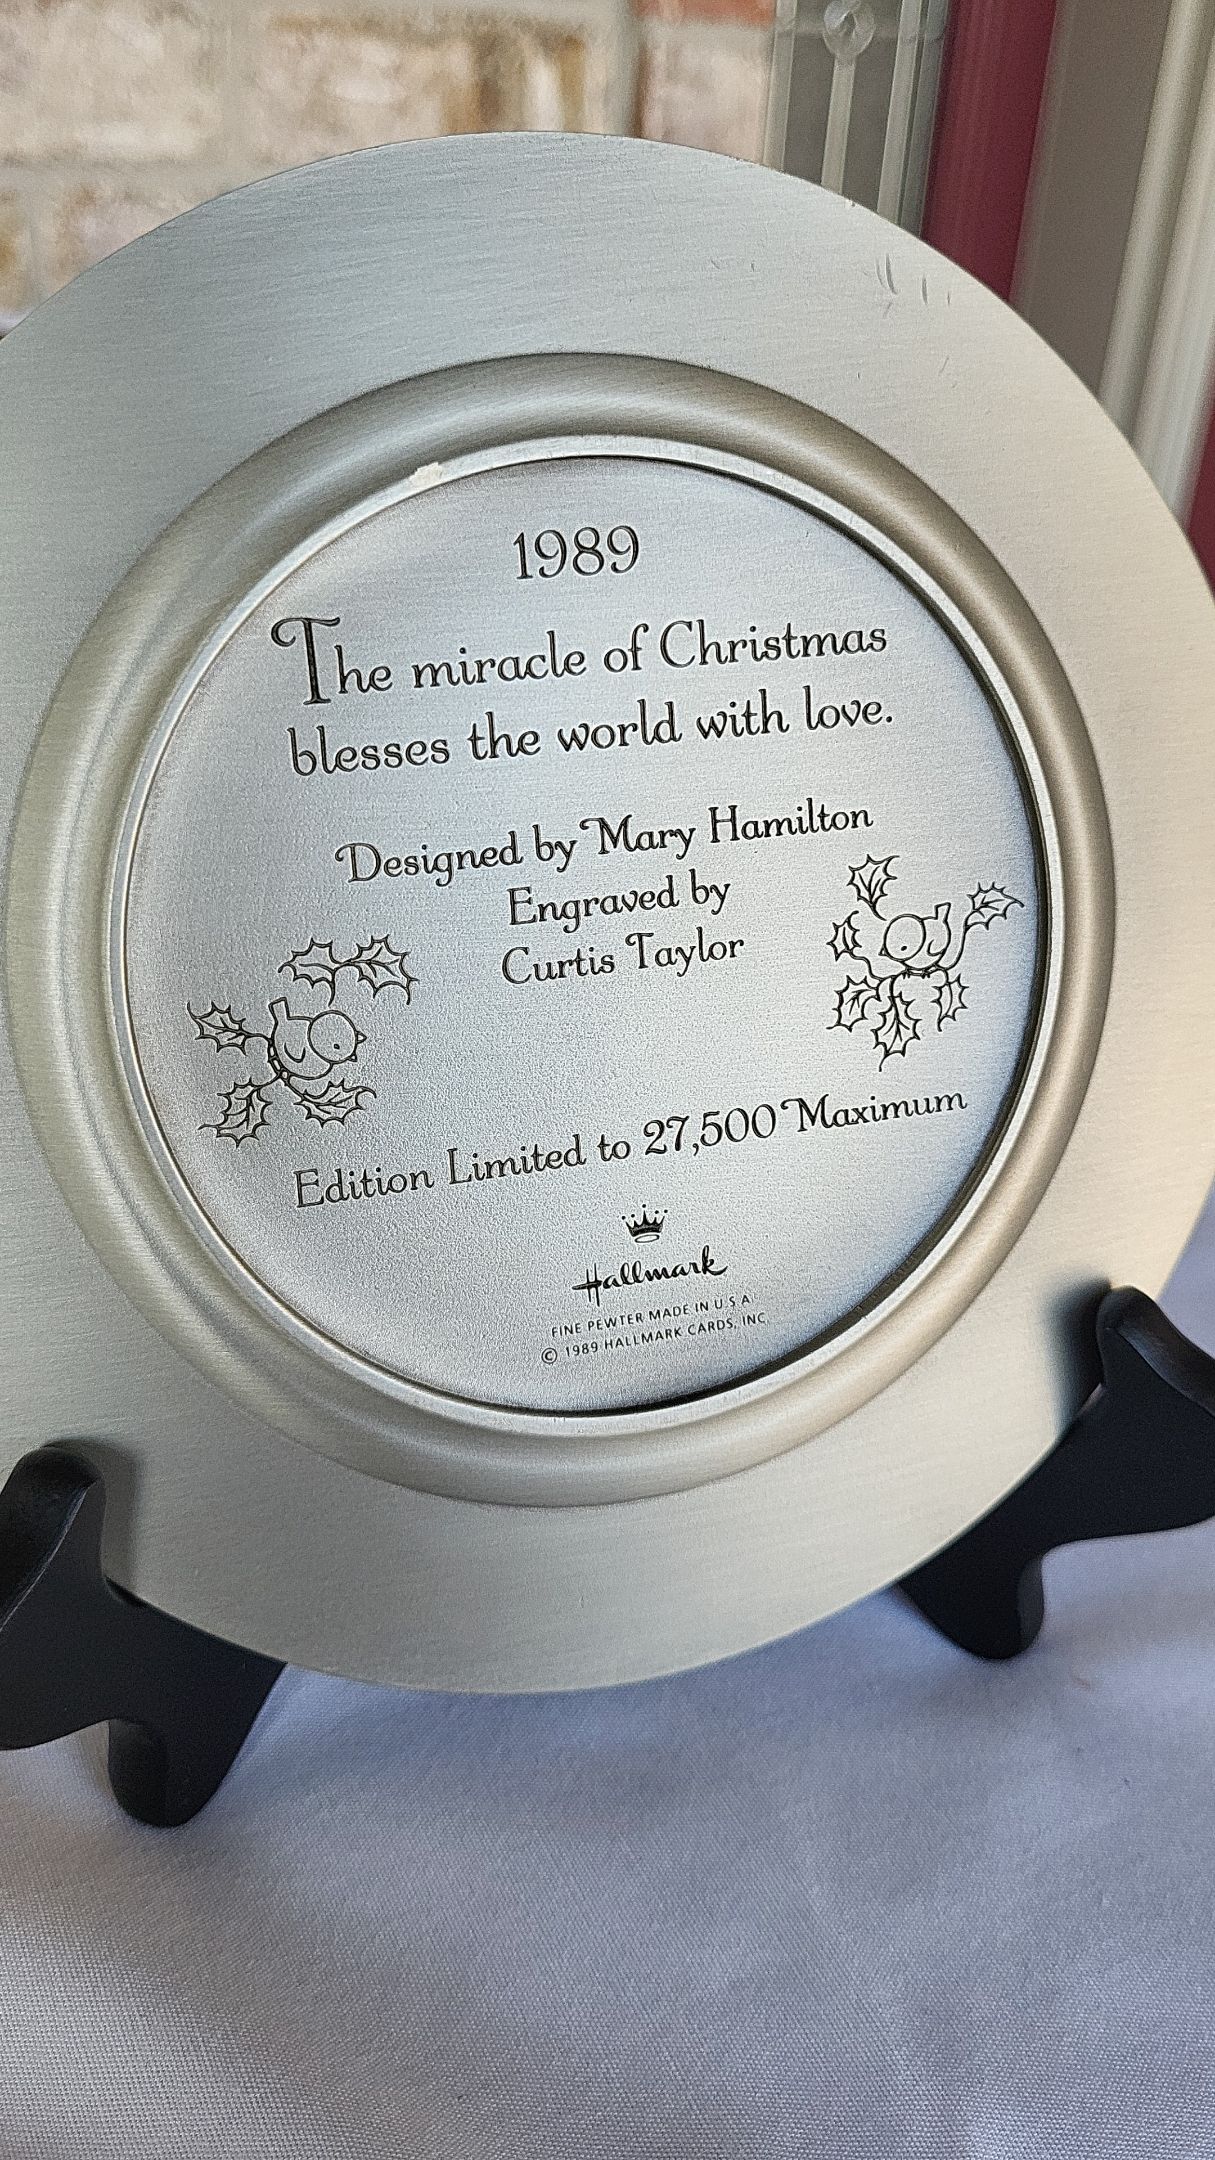 1989
The miracle of Christmas
blesses the world with love.
Designed by Mary Hamilton
Engraved by
Curtis Taylor
Edition Limited to 27,500 Maximum
Hallmark
FINE PEWTER MADE IN U.S.A.
© 1989 HALLMARK CARDS, INC.